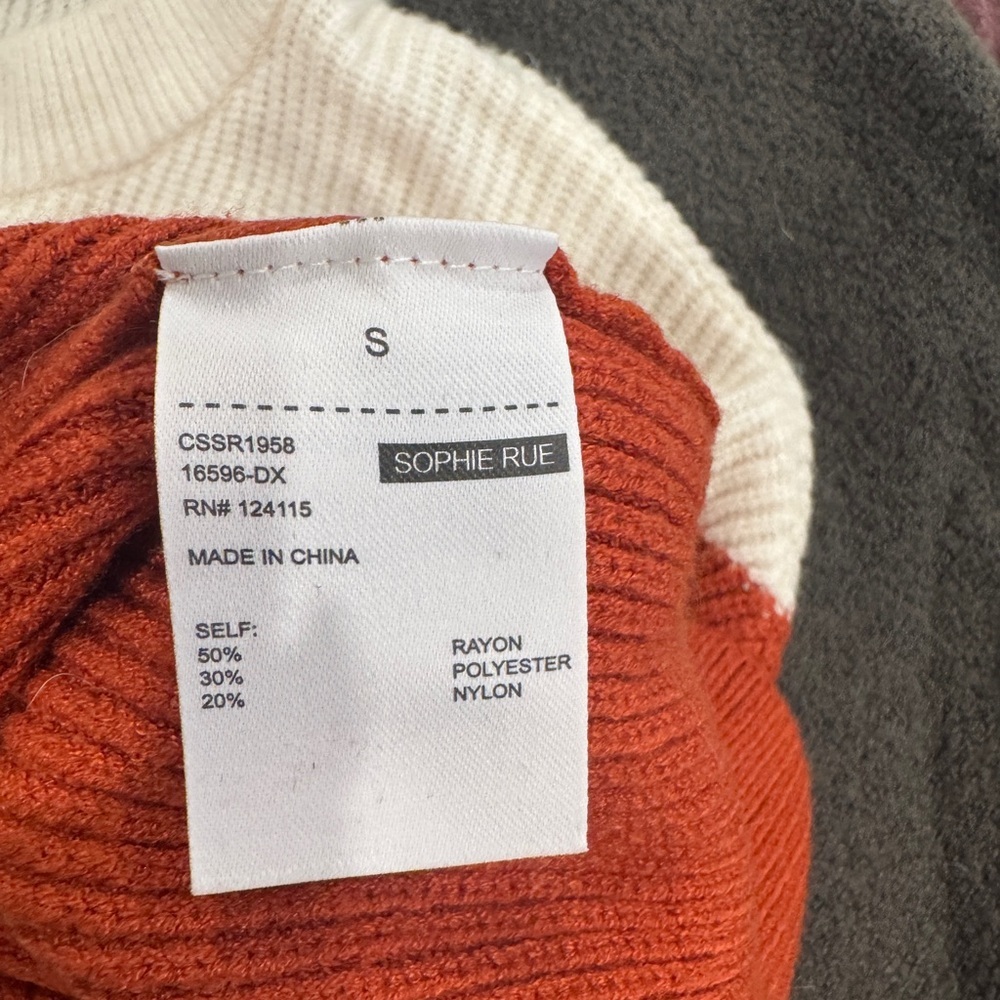 S
CSSR1958
SOPHIE RUE
16596-DX
RN# 124115
MADE IN CHINA
SELF:
50% RAYON
30% POLYESTER
20% NYLON